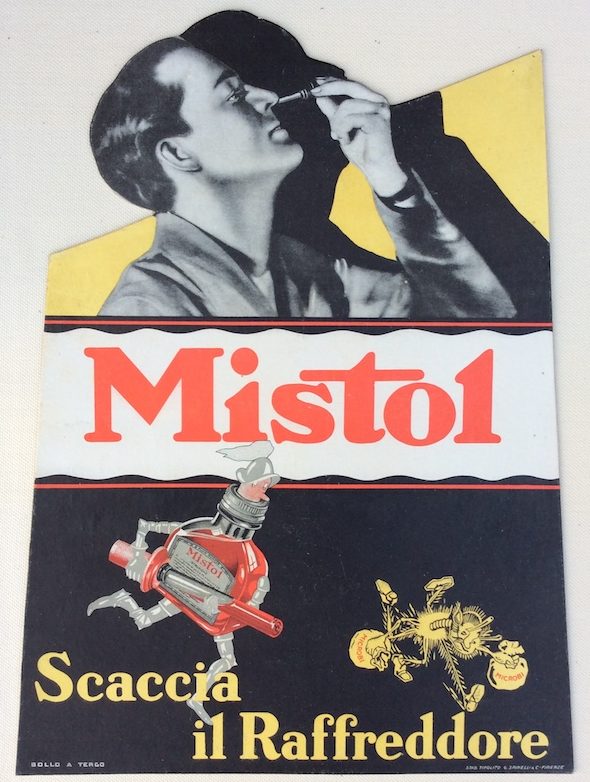 Mistol
Mistol
MICROBI
MICROBI
Scaccia
il Raffreddore
BOLLO A TERGO